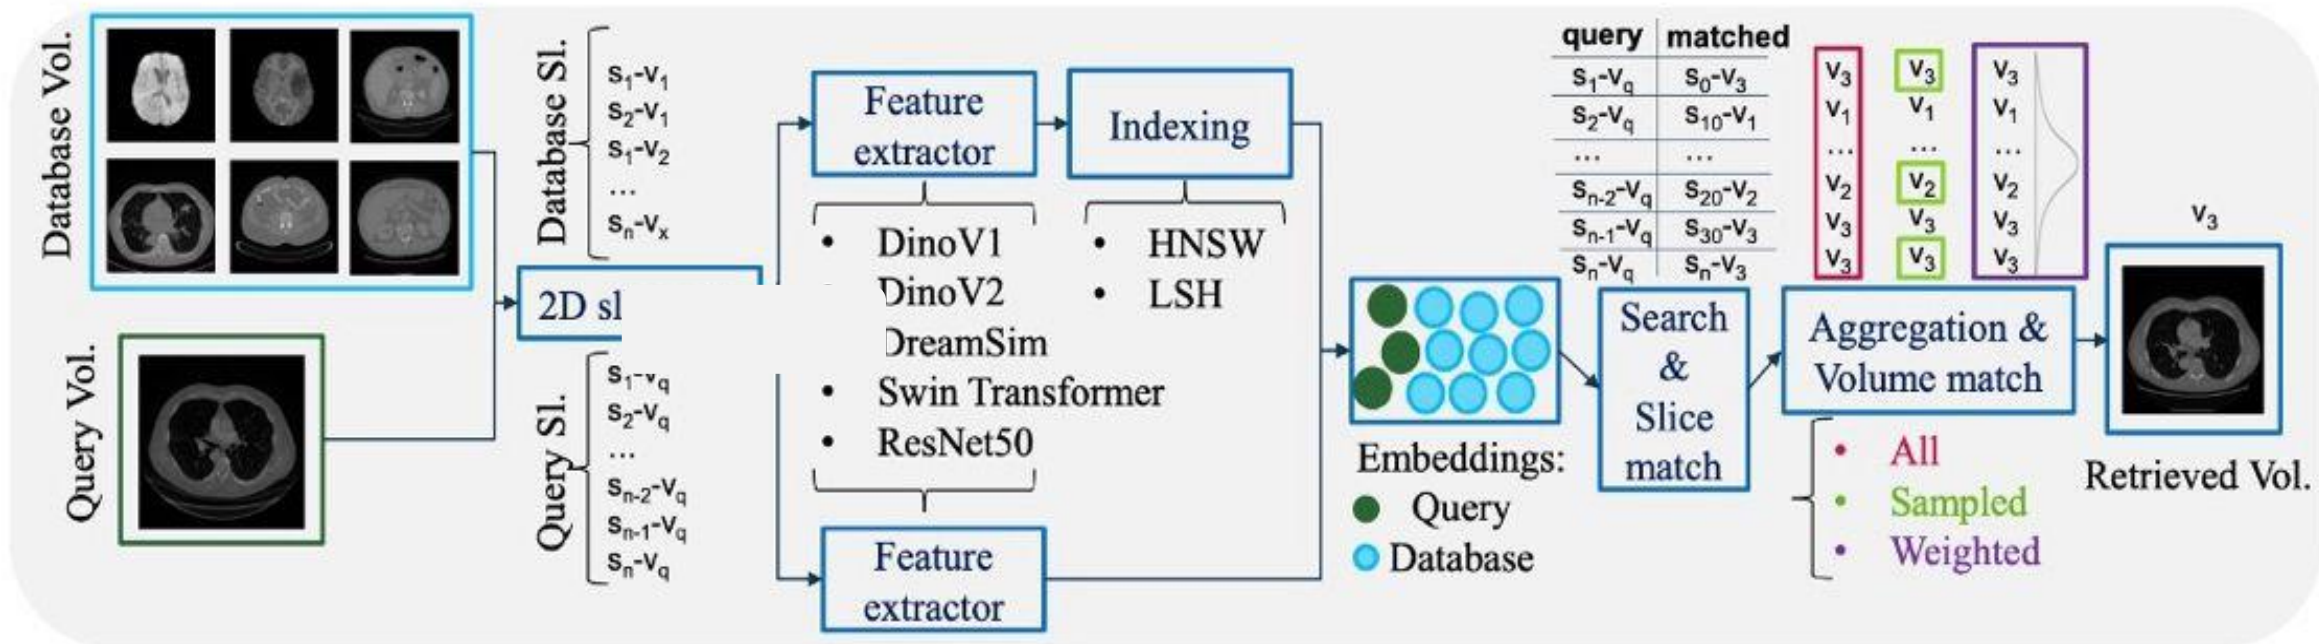 Database Vol.
Query Vol.
Database Sl.
s1-v1
s2-v1
s1-v2
...
sn-vx
2D sl
Query Sl.
s1-vq
s2-vq
...
sn-2-vq
sn-1-vq
sn-vq
Feature
extractor
Indexing
• DinoV1
DinoV2
DreamSim
• Swin Transformer
• ResNet50
• HNSW
• LSH
Feature
extractor
Embeddings:
Query
Database
query matched
s1-vq s0-v3
s2-vq s10-v1
... ...
sn-2-vq s20-v2
sn-1-vq s30-v3
sn-vq sn-v3
Search
&
Slice
match
v3 v3 v3
v1 v1 v1
... ... ...
v2 v2 v2
v3 v3 v3
v3 v3 v3
Aggregation &
Volume match
• All
• Sampled
• Weighted
v3
Retrieved Vol.